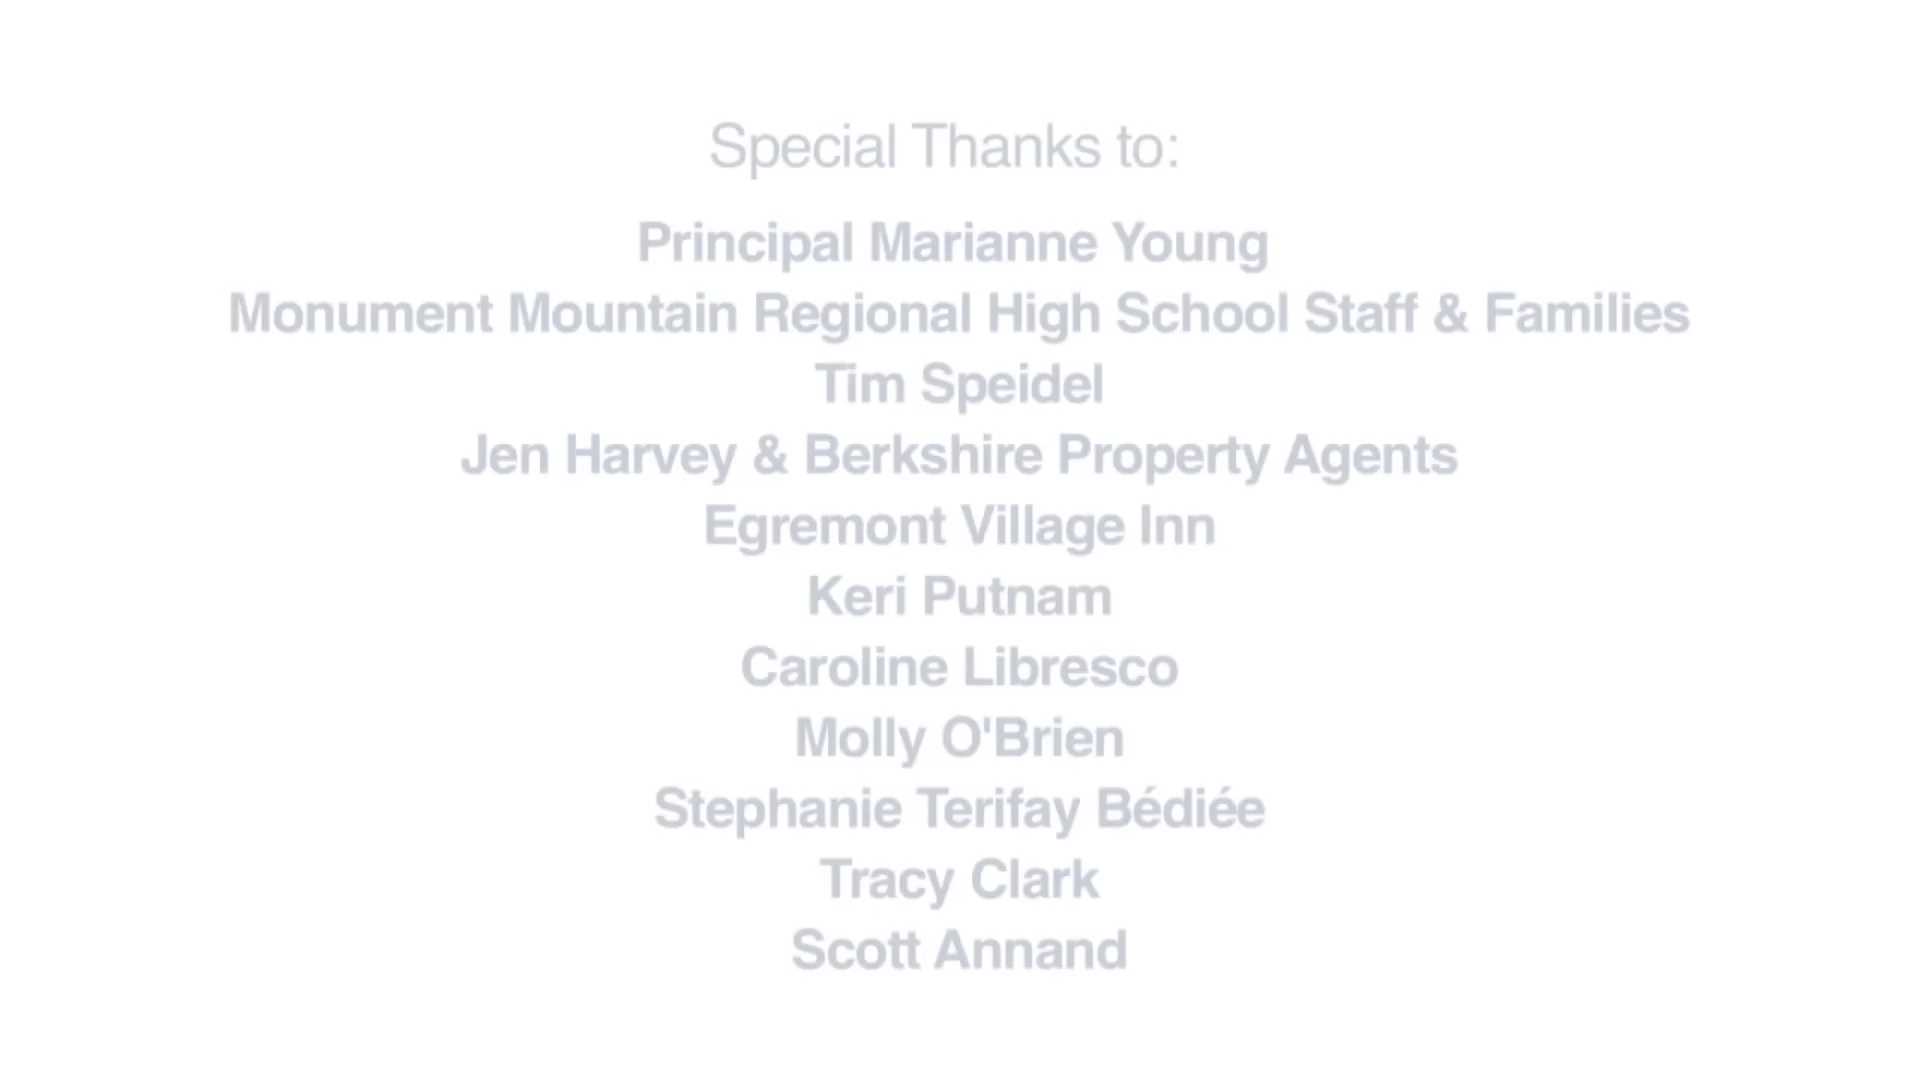 Special Thanks to:
Principal Marianne Young
Monument Mountain Regional High School Staff & Families
Tim Speidel
Jen Harvey & Berkshire Property Agents
Egremont Village Inn
Keri Putnam
Caroline Libresco
Molly O'Brien
Stephanie Terifay Bédiée
Tracy Clark
Scott Annand